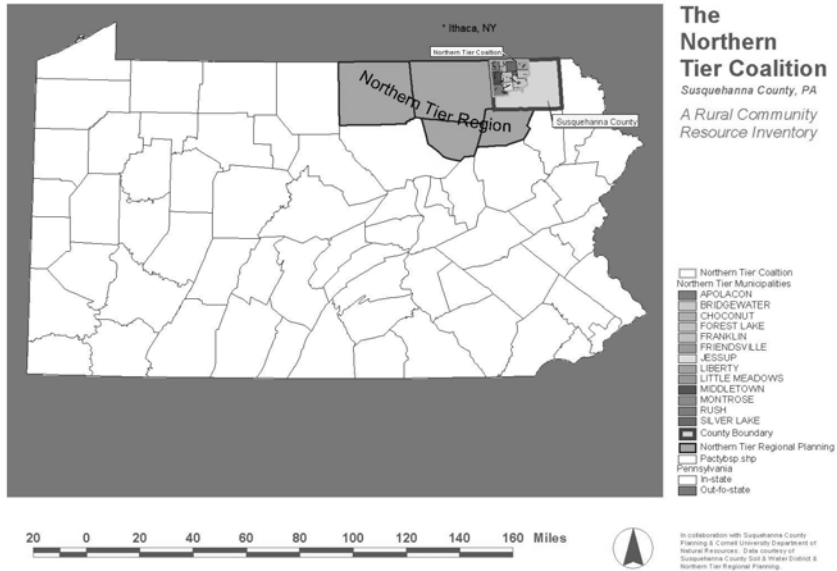 * Ithaca, NY
Northern Tier Coaltion
Northern Tier Region
Susquehanna County
The
Northern
Tier Coalition
Susquehanna County, PA
A Rural Community
Resource Inventory
Northern Tier Coaltion
Northern Tier Municipalities
APOLACON
BRIDGEWATER
CHOCONUT
FOREST LAKE
FRANKLIN
FRIENDSVILLE
JESSUP
LIBERTY
LITTLE MEADOWS
MIDDLETOWN
MONTROSE
RUSH
SILVER LAKE
County Boundary
Northern Tier Regional Planning
Pactybsp.shp
Pennsylvania
In-state
Out-fo-state
20 0 20 40 60 80 100 120 140 160 Miles
In collaboration with Susquehanna County
Planning & Cornell University Department of
Natural Resources. Data courtesy of
Susquehanna County Soil & Water District &
Northern Tier Regional Planning.